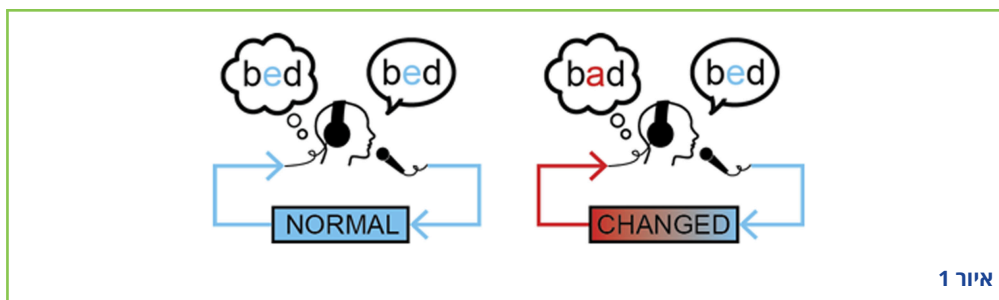 bed bed
bad bed
NORMAL
CHANGED
איור 1